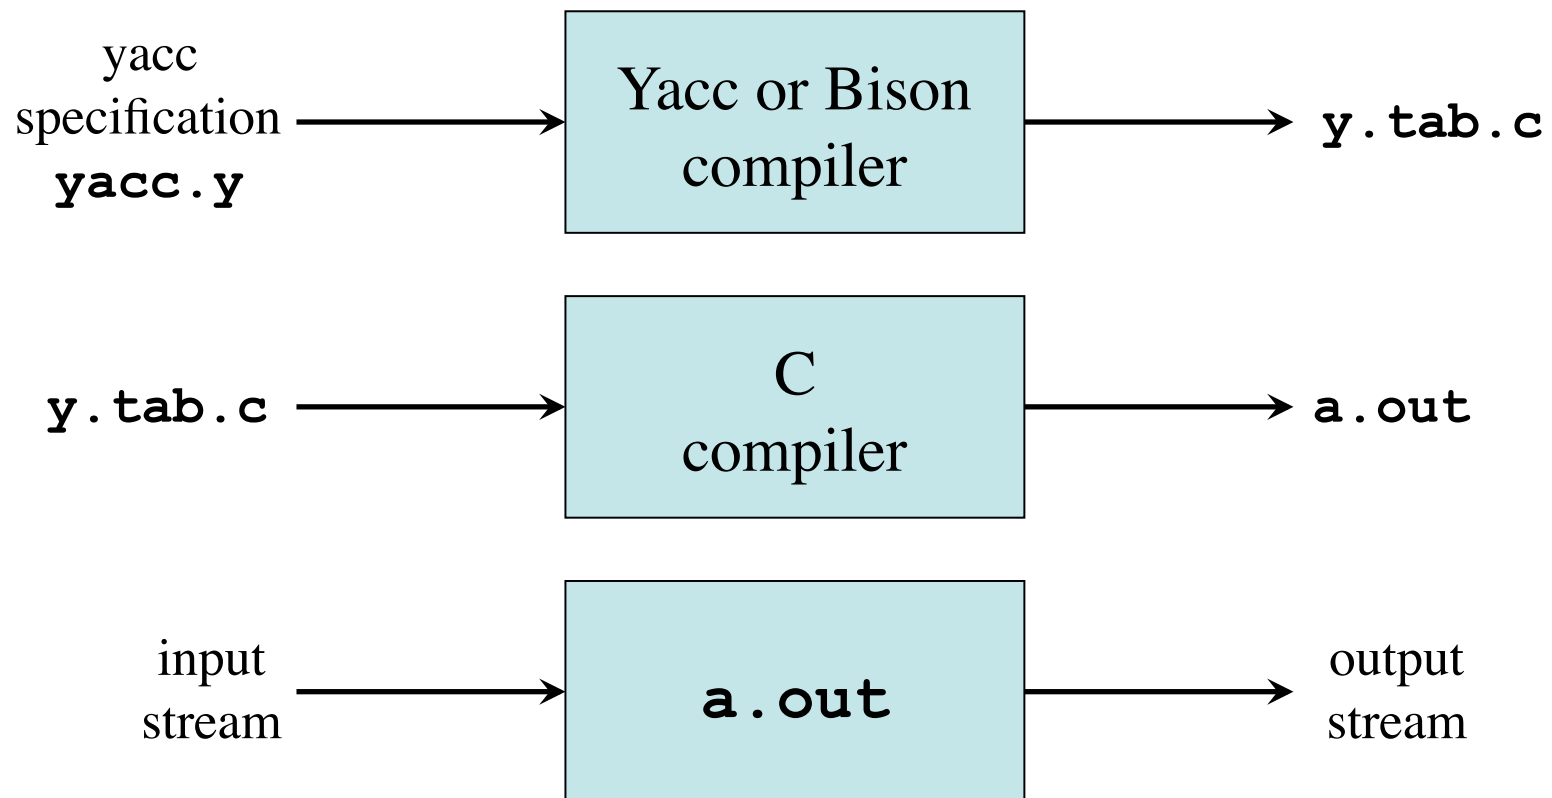 yacc
specification
yacc.y
Yacc or Bison
compiler
y.tab.c
y.tab.c
C
compiler
a.out
input
stream
a.out
output
stream